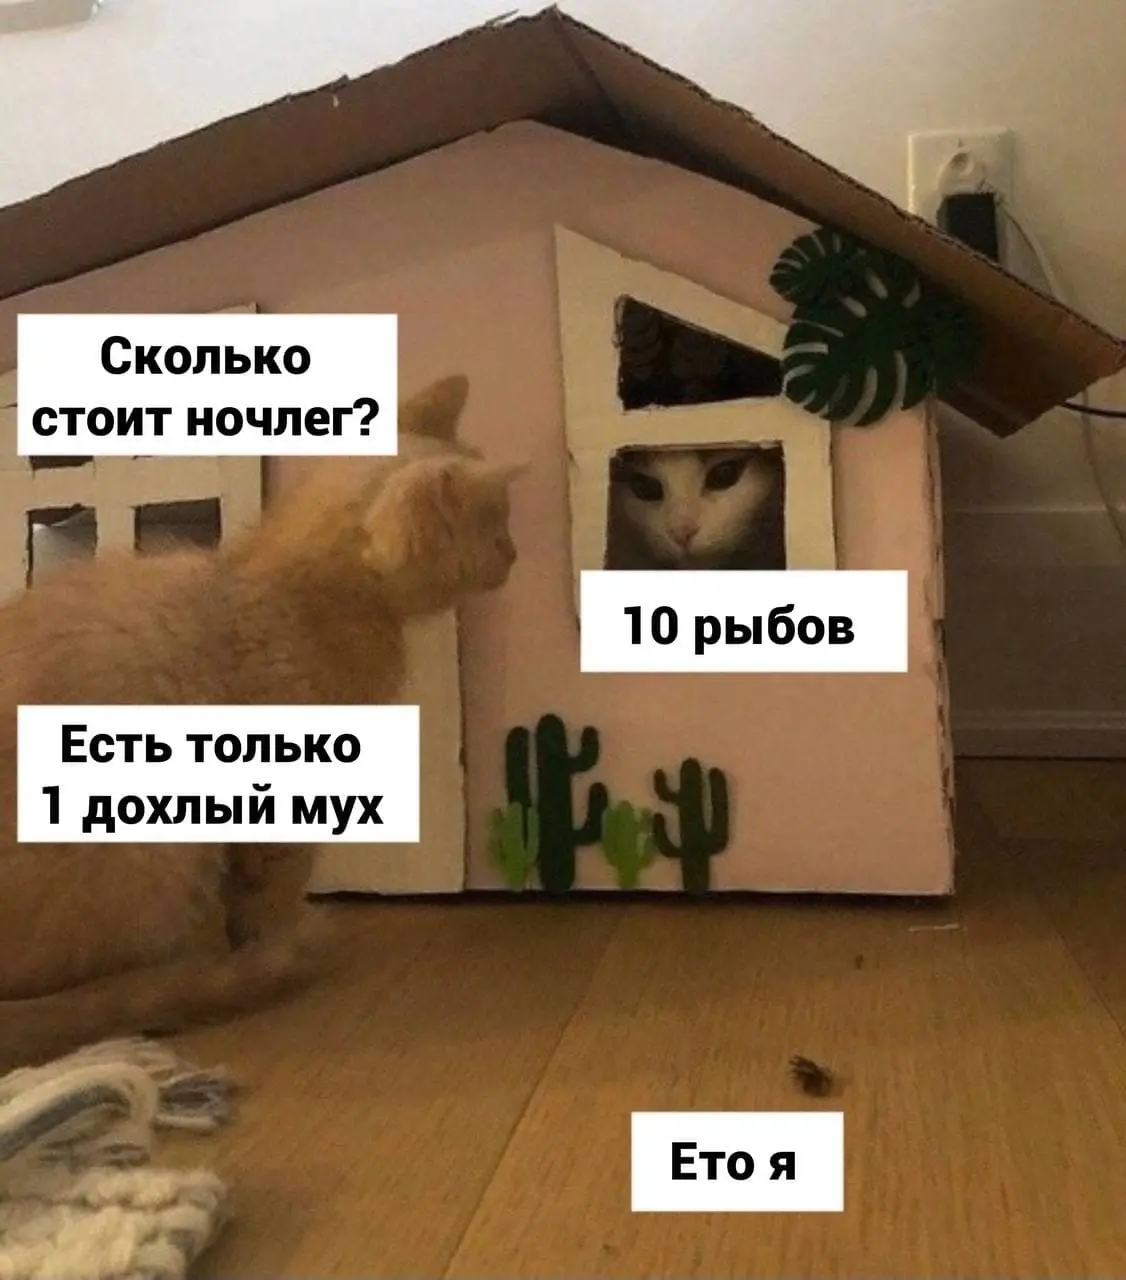 Сколько
стоит ночлег?
10 рыбов
Есть только
1 дохлый мух
Ето я